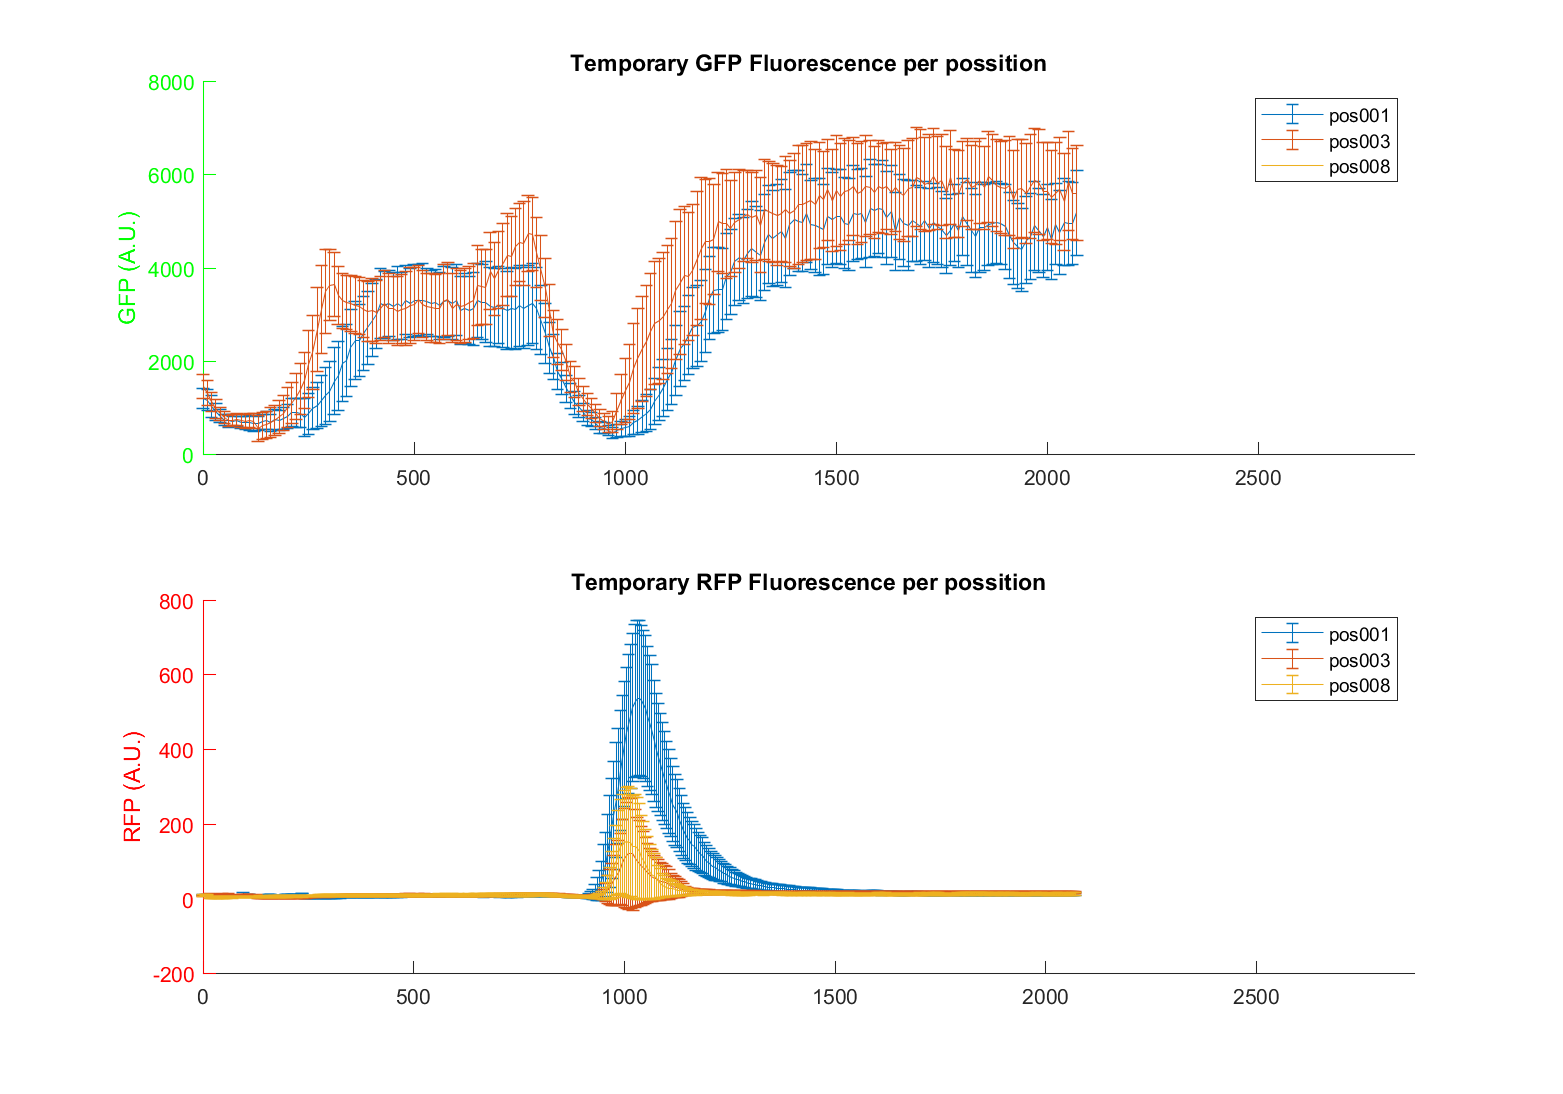 Temporary GFP Fluorescence per possition
8000
6000
4000
2000
0
GFP (A.U.)
0 500 1000 1500 2000 2500
pos001
pos003
pos008
Temporary RFP Fluorescence per possition
800
600
400
200
0
-200
RFP (A.U.)
0 500 1000 1500 2000 2500
pos001
pos003
pos008